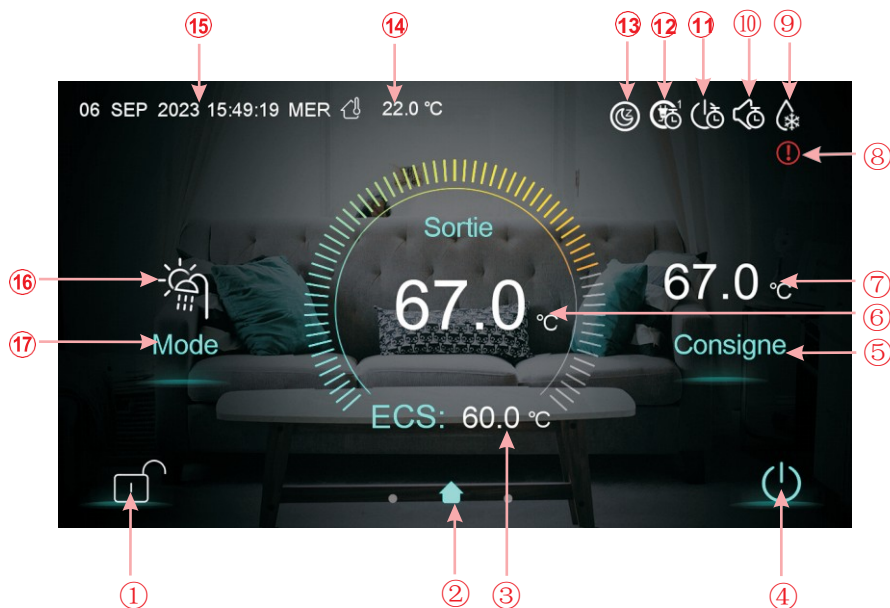 ⑮ ⑭ ⑬ ⑫ ⑪ ⑩ ⑨
06 SEP 2023 15:49:19 MER 22.0 ℃ 1
⑧
Sortie
⑯ 67.0 ℃ 67.0 ℃ ⑦
⑥
⑰ Mode Consigne ⑤
ECS: 60.0 ℃
① ② ③ ④